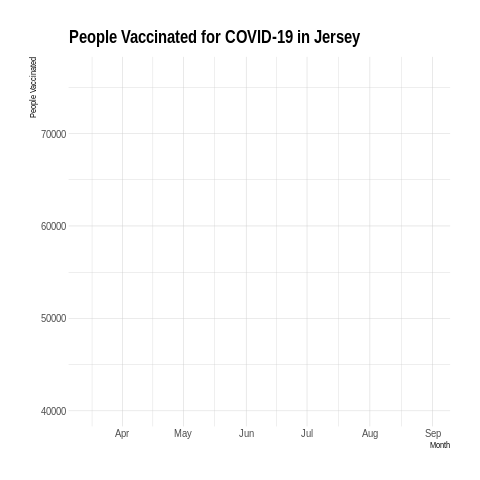 People Vaccinated for COVID-19 in Jersey
People Vaccinated
70000
60000
50000
40000
Apr May Jun Jul Aug Sep
Month